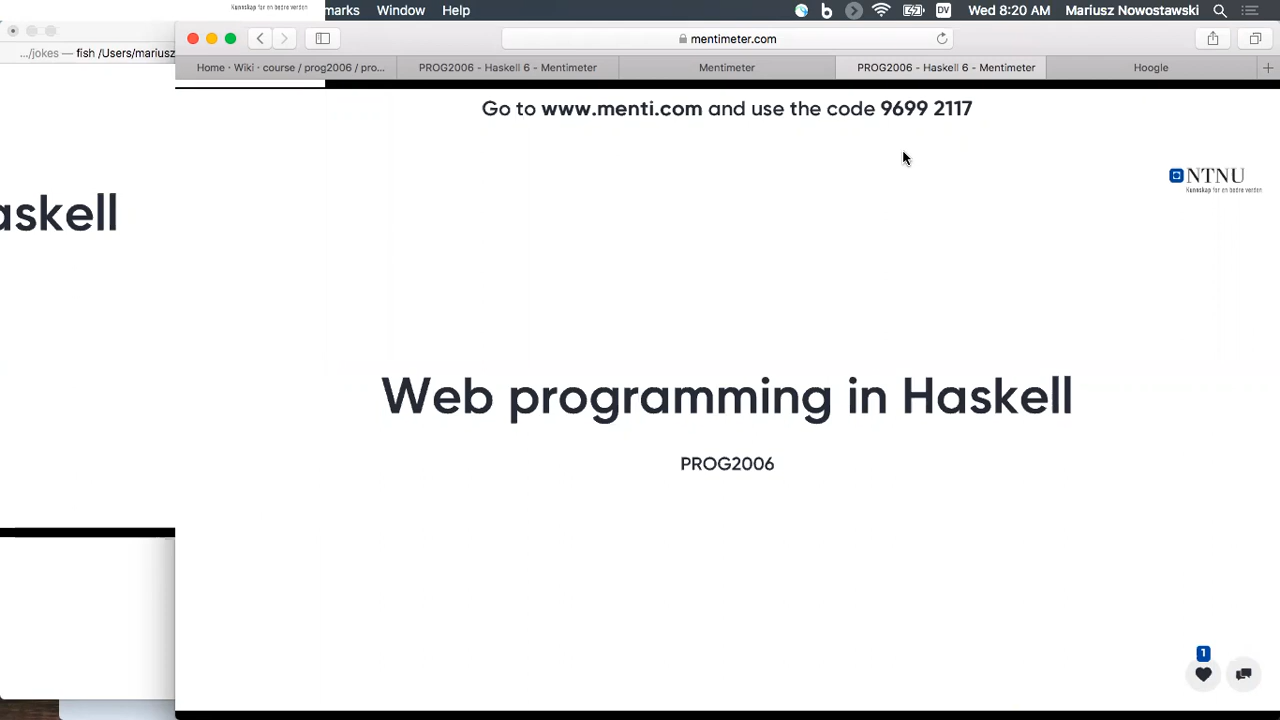 Kunnskap for en bedre verden
marks Window Help DV Wed 8:20 AM Mariusz Nowostawski
.../jokes — fish /Users/mariusz
mentimeter.com
Home · Wiki · course / prog2006 / pro... PROG2006 - Haskell 6 - Mentimeter Mentimeter PROG2006 - Haskell 6 - Mentimeter Hoogle
Go to www.menti.com and use the code 9699 2117
NTNU
Kunnskap for en bedre verden
askell
Web programming in Haskell
PROG2006
1